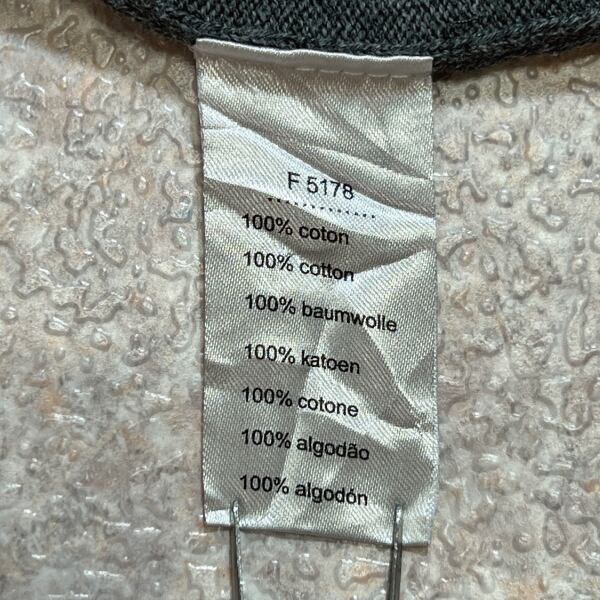 F 5178
100% coton
100% cotton
100% baumwolle
100% katoen
100% cotone
100% algodão
100% algodón